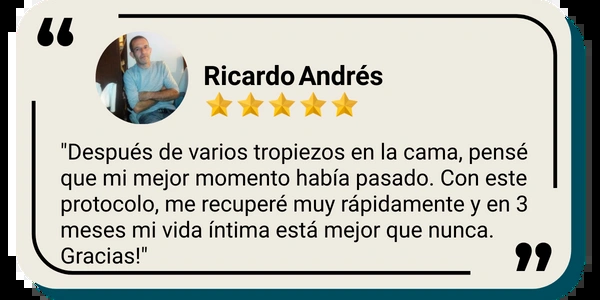 Ricardo Andrés
"Después de varios tropiezos en la cama, pensé
que mi mejor momento había pasado. Con este
protocolo, me recuperé muy rápidamente y en 3
meses mi vida íntima está mejor que nunca.
Gracias!"